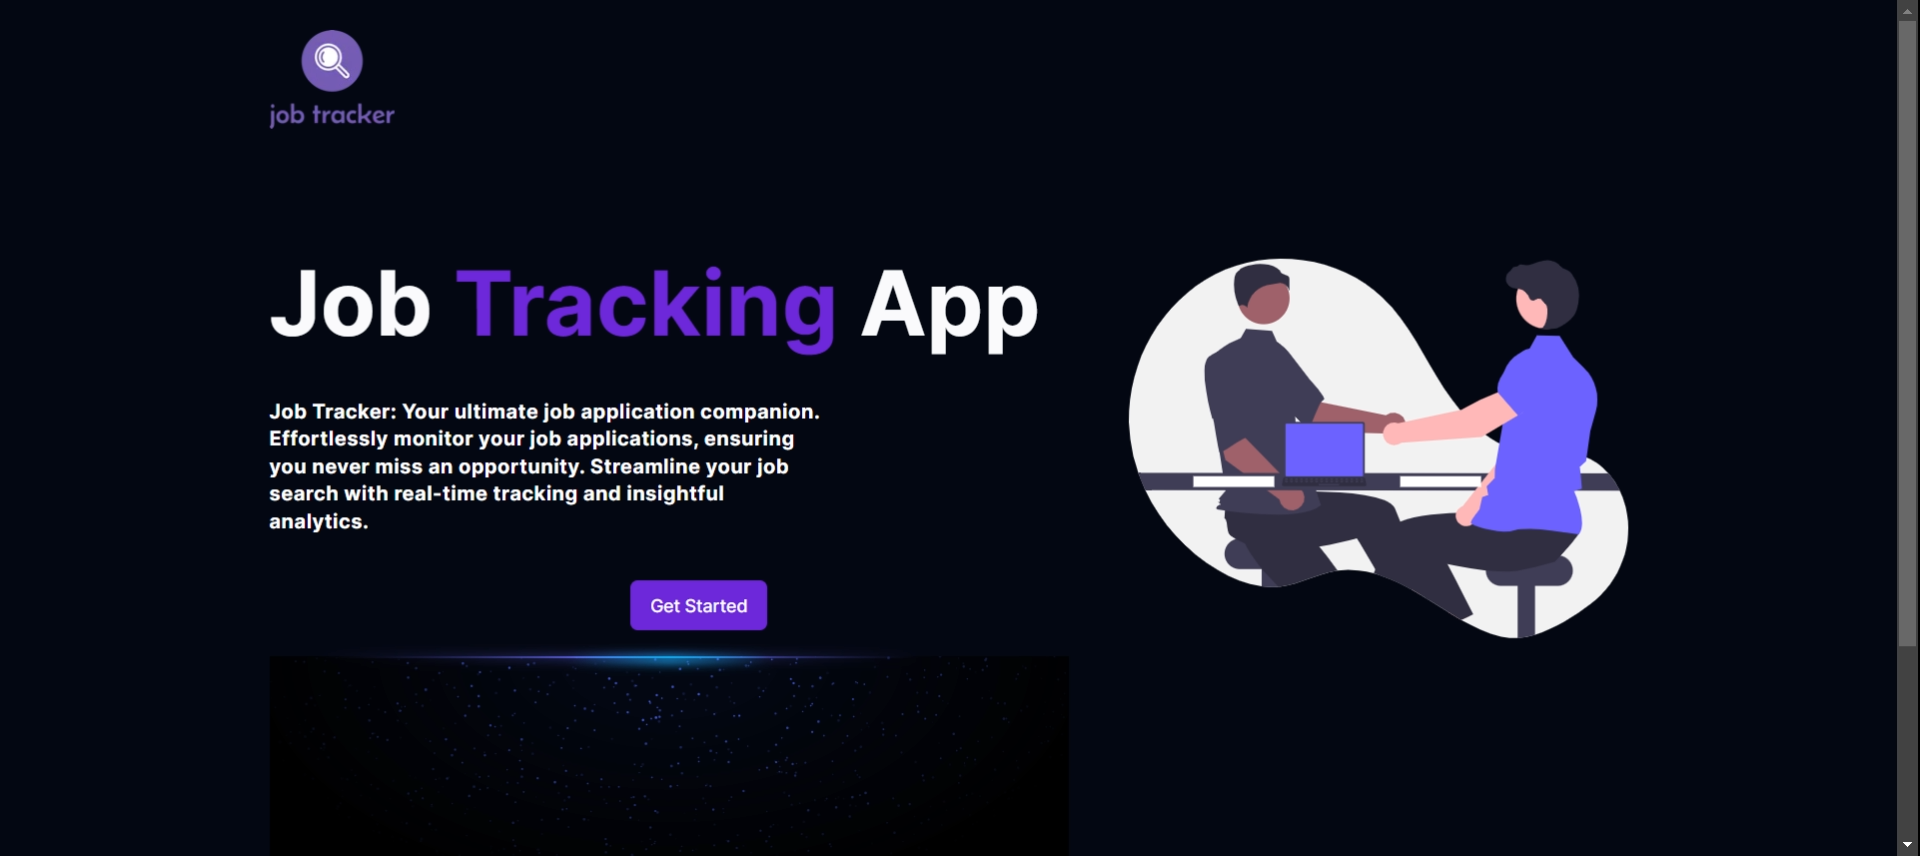 job tracker
Job Tracking App
Job Tracker: Your ultimate job application companion.
Effortlessly monitor your job applications, ensuring
you never miss an opportunity. Streamline your job
search with real-time tracking and insightful
analytics.
Get Started